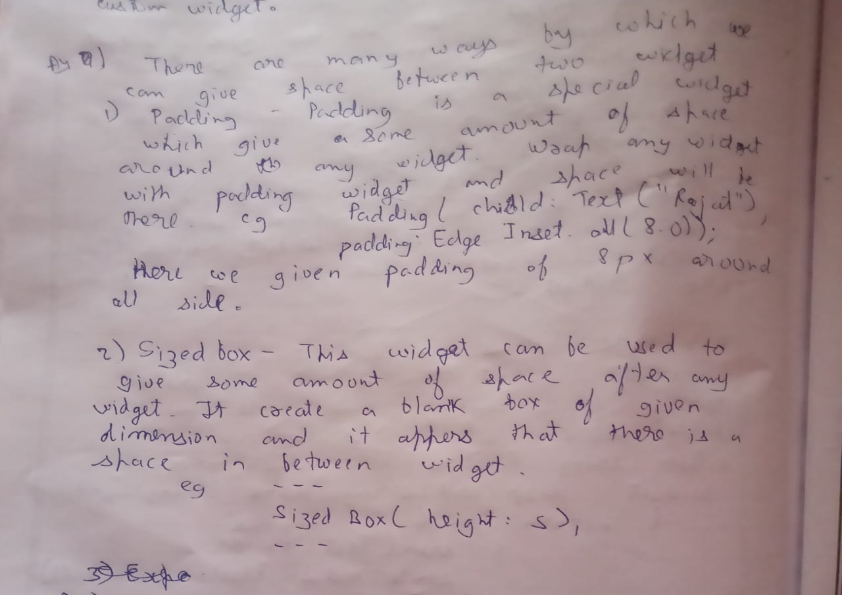 custom widget.
9) There are many ways by which we
can give space between two widget
1) Padding - Padding is a special widget
which give a some amount of space
around any widget. Wrap any widget
with padding widget and space will be
there. eg Padding( child: Text ("Rajat"),
padding: Edge Inset. all( 8.0));
Here we given padding of 8px around
all side.
2) Sized box - This widget can be used to
give some amount of space after any
widget. It create a blank box of given
dimension and it appers that there is a
space in between widget.
eg - - -
Sized Box( height: 5),
- - -
3) Expa